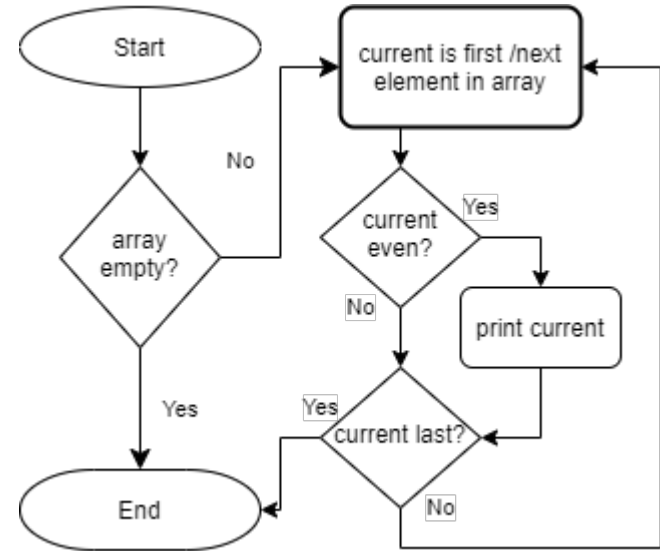 Start
current is first /next
element in array
No
array
empty?
current
even?
Yes
No
print current
Yes
Yes
current last?
End
No